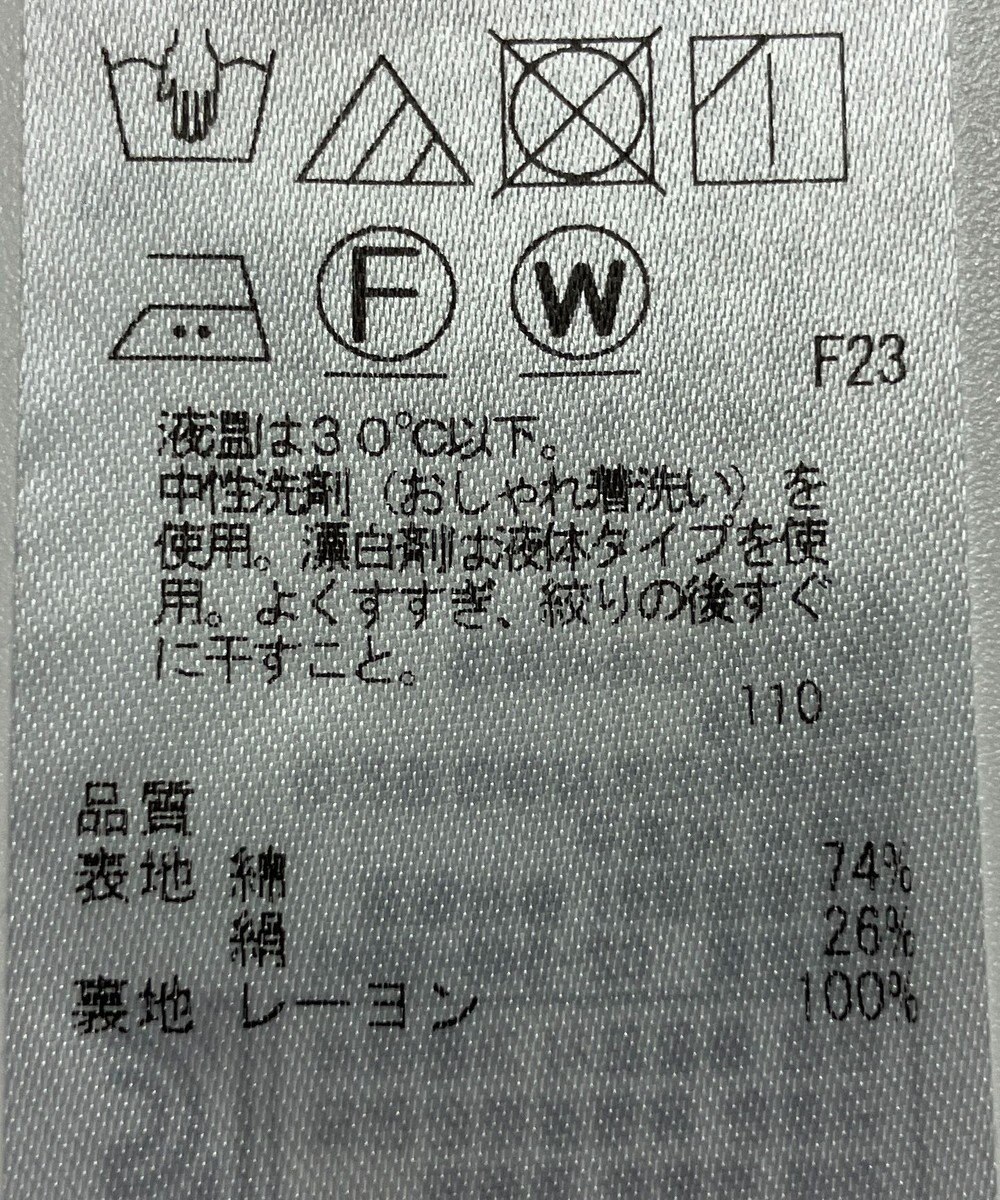 F W
F23
液温は30℃以下。
中性洗剤（おしゃれ着洗い）を
使用。漂白剤は液体タイプを使
用。よくすすぎ、絞りの後すぐ
に干すこと。
110
品質
表地 綿 74%
絹 26%
裏地 レーヨン 100%